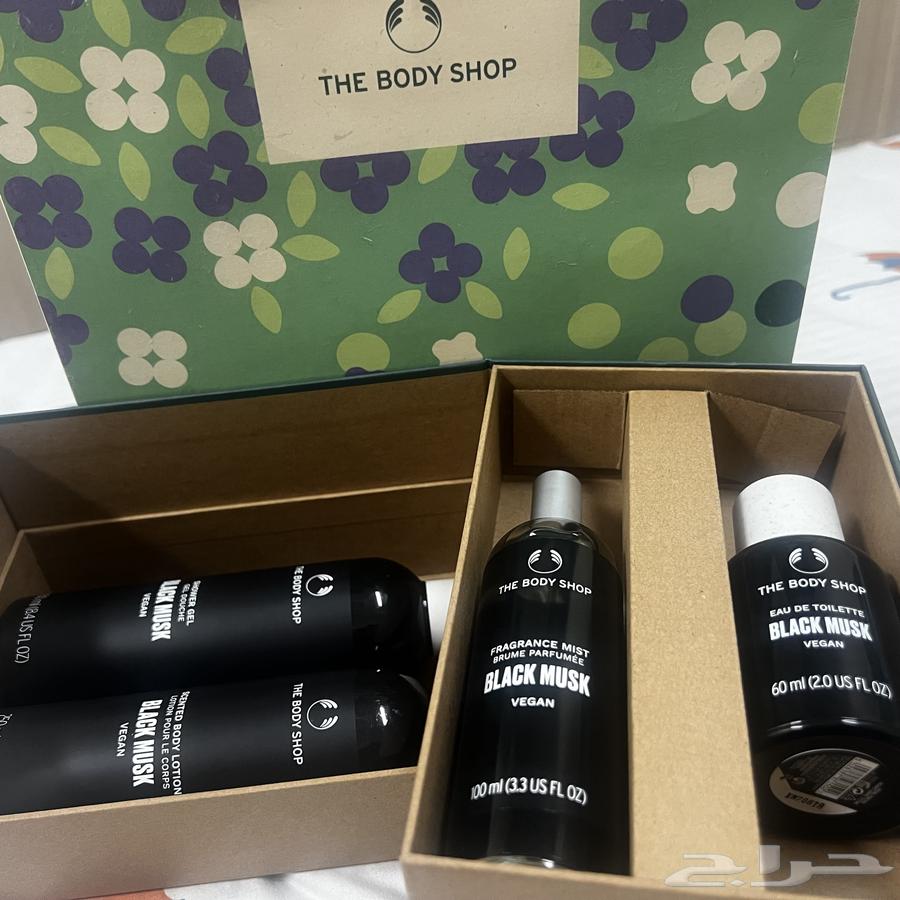 THE BODY SHOP
THE BODY SHOP
SHOWER GEL
GEL DOUCHE
BLACK MUSK
VEGAN
(8.4 US FL OZ)
THE BODY SHOP
SCENTED BODY LOTION
LOTION POUR LE CORPS
BLACK MUSK
VEGAN
THE BODY SHOP
FRAGRANCE MIST
BRUME PARFUMÉE
BLACK MUSK
VEGAN
100 ml (3.3 US FL OZ)
THE BODY SHOP
EAU DE TOILETTE
BLACK MUSK
VEGAN
60 ml (2.0 US FL OZ)
حراج